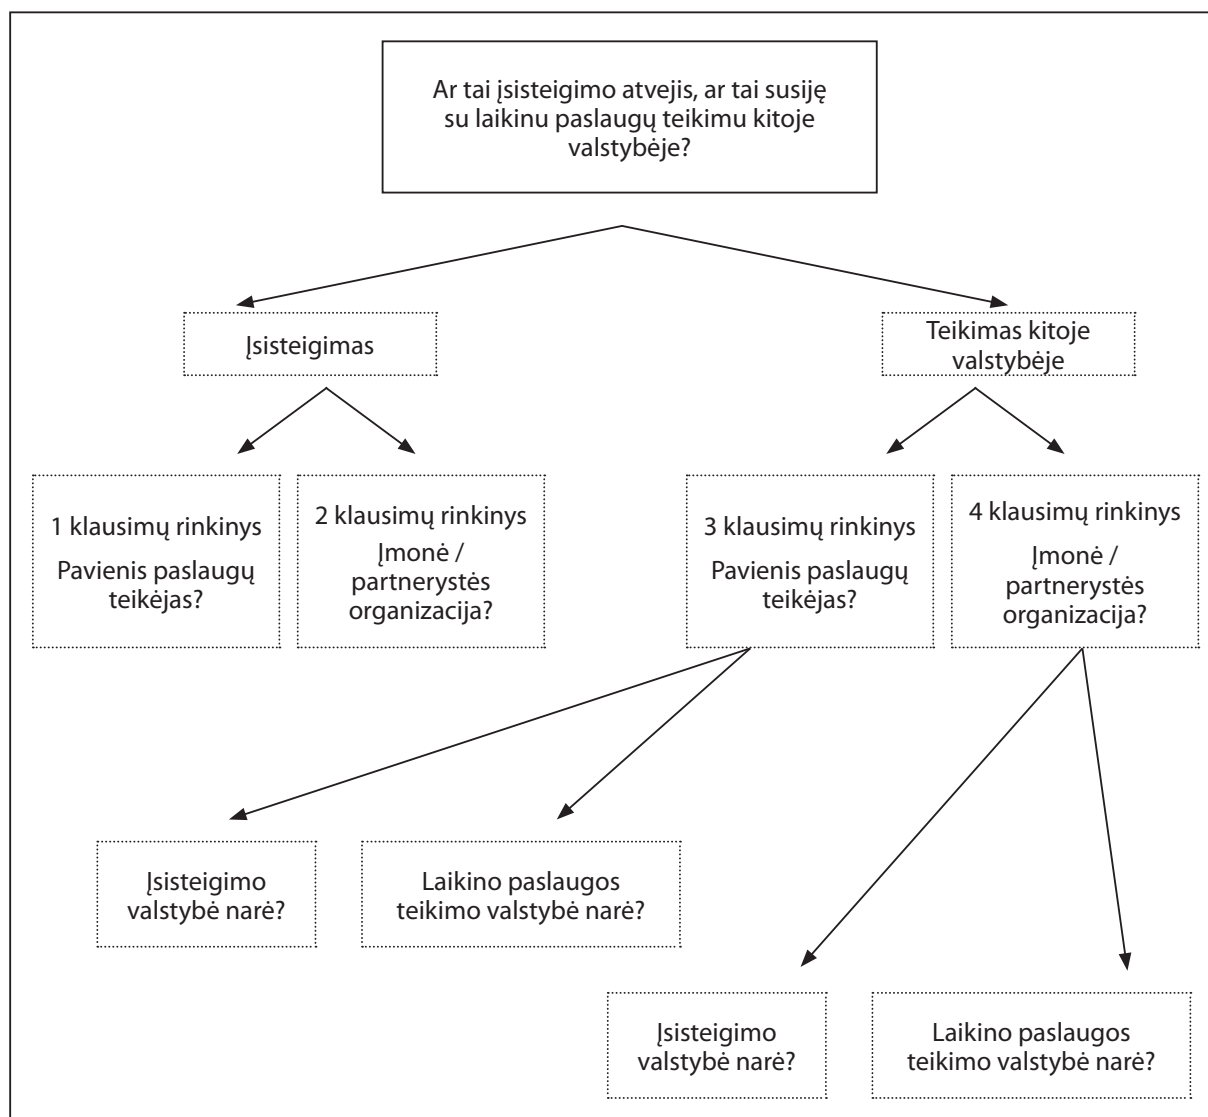 Ar tai įsisteigimo atvejis, ar tai susiję
su laikinu paslaugų teikimu kitoje
valstybėje?
Įsisteigimas
Teikimas kitoje
valstybėje
1 klausimų rinkinys
Pavienis paslaugų
teikėjas?
2 klausimų rinkinys
Įmonė /
partnerystės
organizacija?
3 klausimų rinkinys
Pavienis paslaugų
teikėjas?
4 klausimų rinkinys
Įmonė /
partnerystės
organizacija?
Įsisteigimo
valstybė narė?
Laikino paslaugos
teikimo valstybė narė?
Įsisteigimo
valstybė narė?
Laikino paslaugos
teikimo valstybė narė?